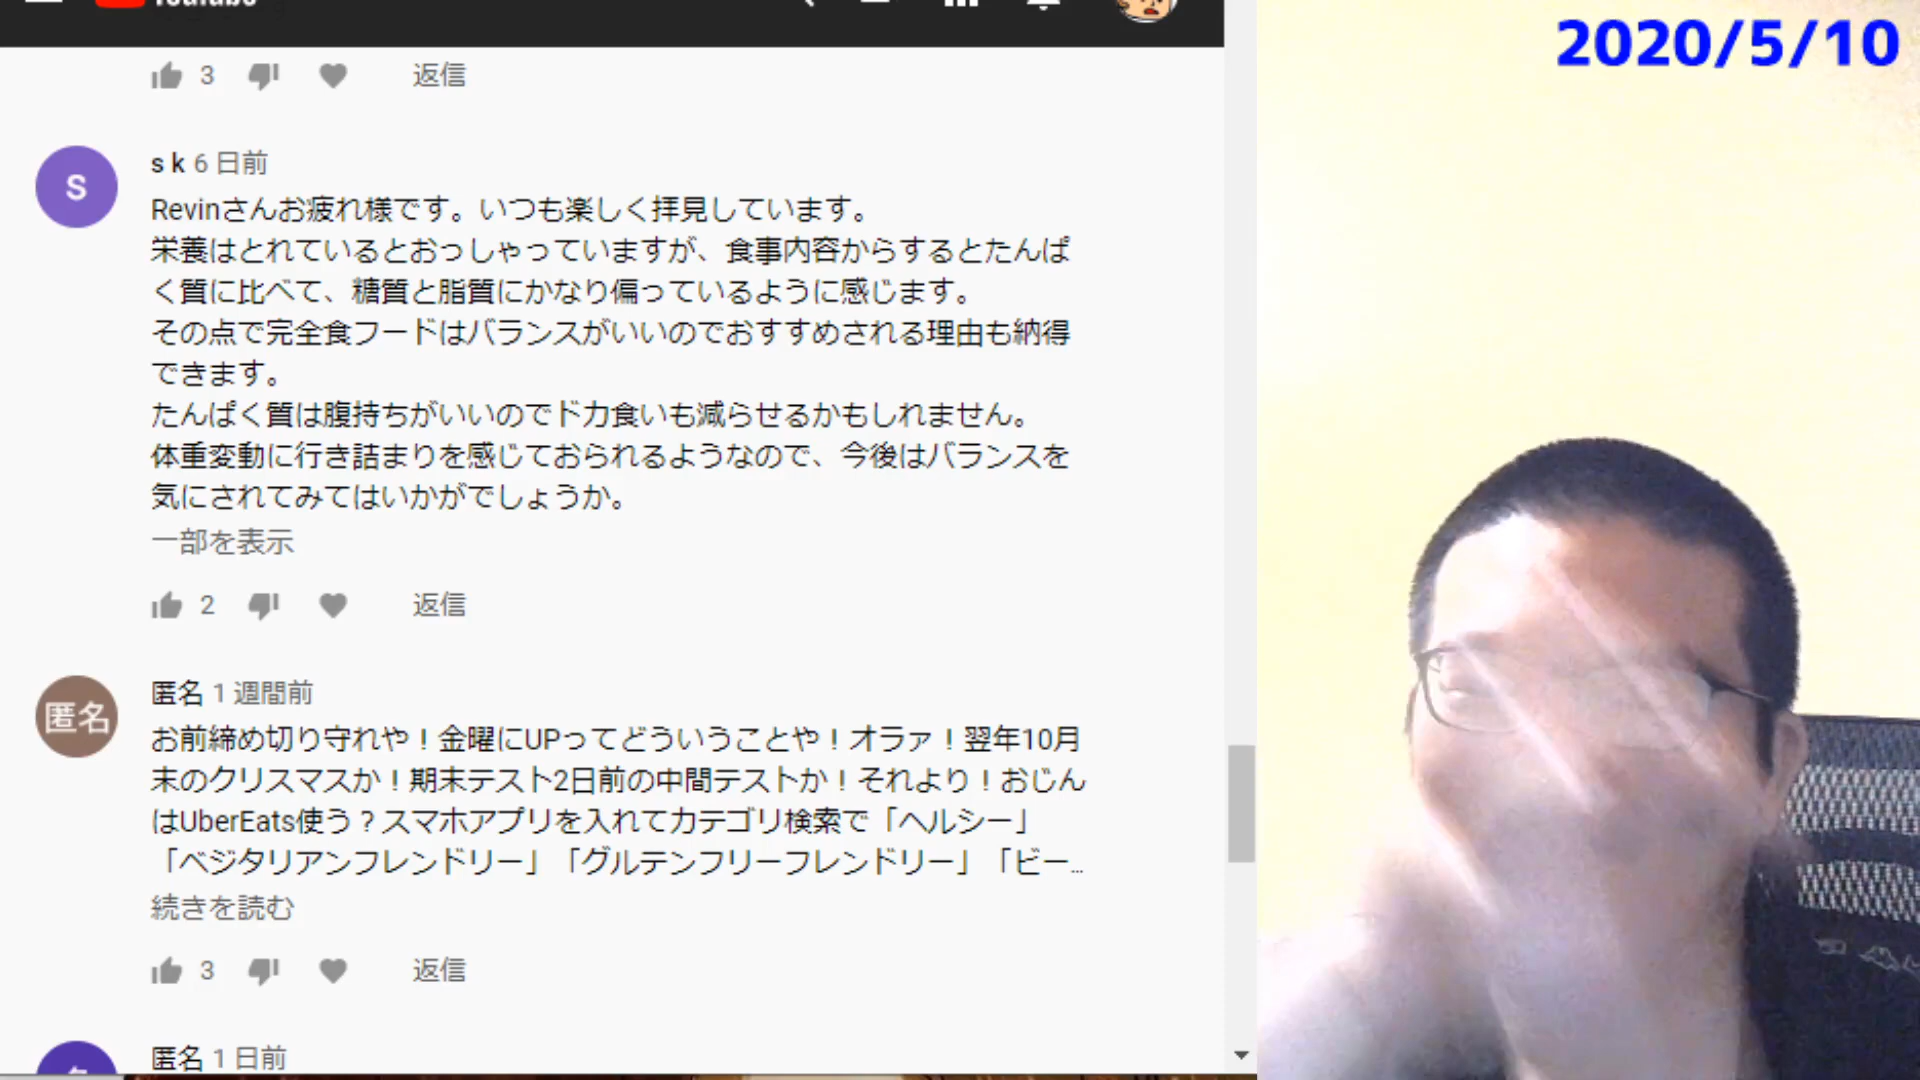 YouTube
2020/5/10
3 返信
S
s k 6 日前
Revinさんお疲れ様です。いつも楽しく拝見しています。
栄養はとれているとおっしゃっていますが、食事内容からするとたんぱ
く質に比べて、糖質と脂質にかなり偏っているように感じます。
その点で完全食フードはバランスがいいのでおすすめされる理由も納得
できます。
たんぱく質は腹持ちがいいのでドカ食いも減らせるかもしれません。
体重変動に行き詰まりを感じておられるようなので、今後はバランスを
気にされてみてはいかがでしょうか。
一部を表示
2 返信
匿名
匿名 1 週間前
お前締め切り守れや！金曜にUPってどういうことや！オラァ！翌年10月
末のクリスマスか！期末テスト2日前の中間テストか！それより！おじん
はUberEats使う？スマホアプリを入れてカテゴリ検索で「ヘルシー」
「ベジタリアンフレンドリー」「グルテンフリーフレンドリー」「ビー...
続きを読む
3 返信
匿名 1 日前